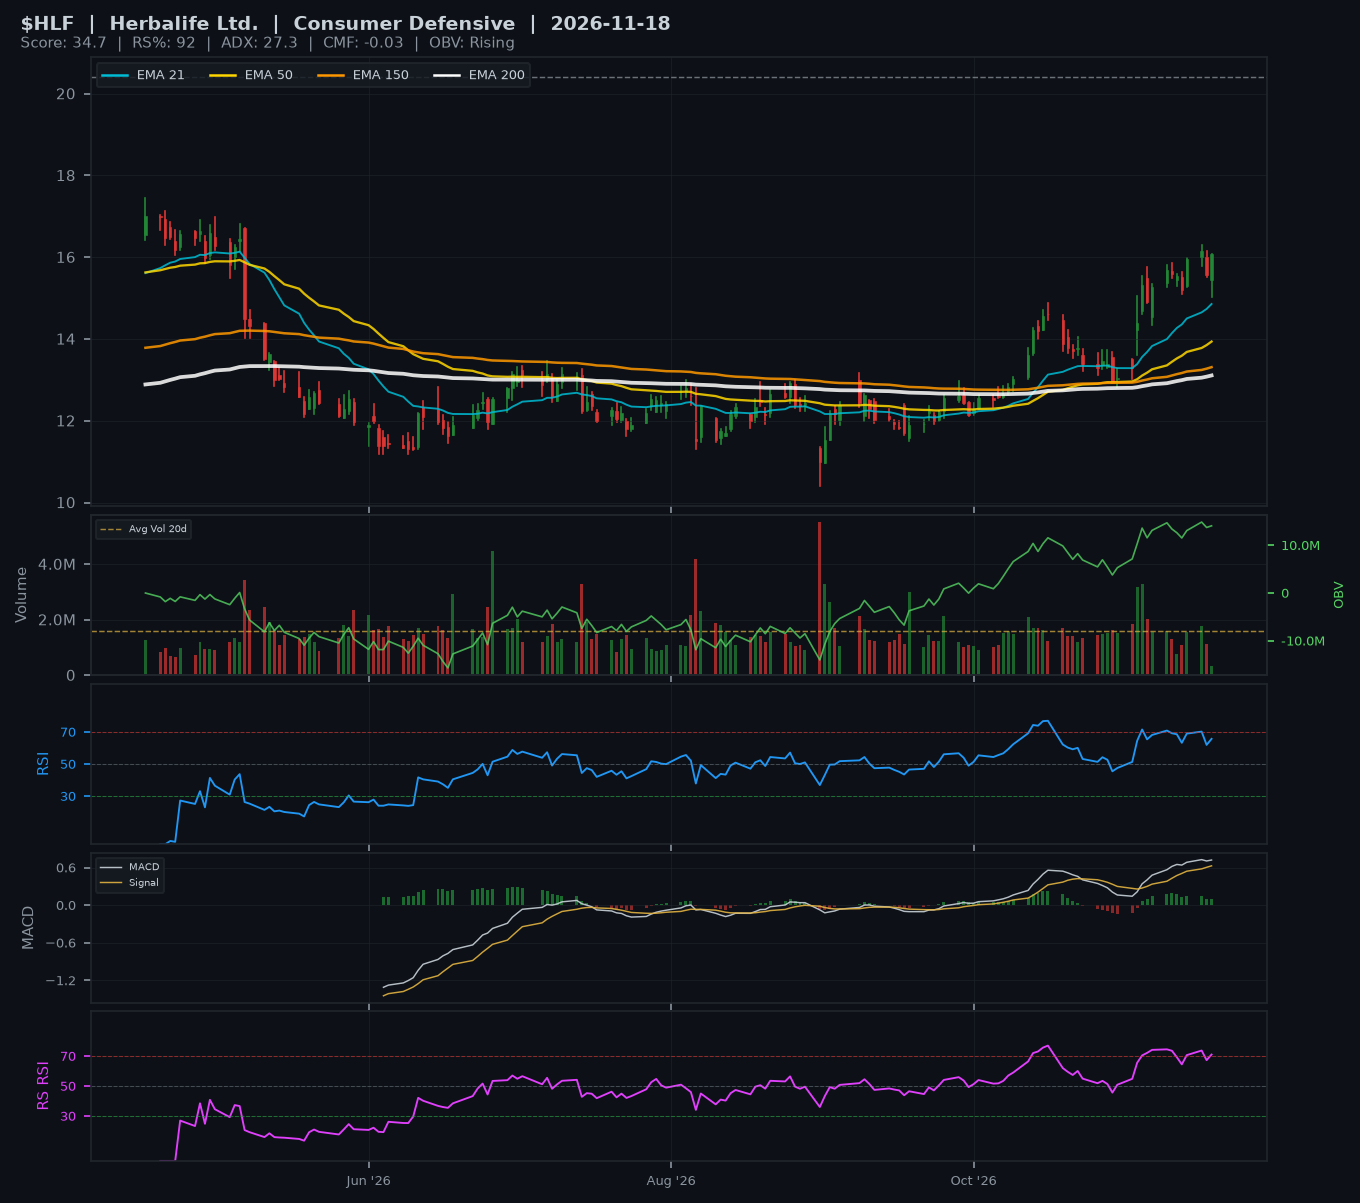 $HLF | Herbalife Ltd. | Consumer Defensive | 2026-11-18
Score: 34.7 | RS%: 92 | ADX: 27.3 | CMF: -0.03 | OBV: Rising
EMA 21 EMA 50 EMA 150 EMA 200
20
18
16
14
12
10
Avg Vol 20d
Volume
4.0M
2.0M
0
10.0M
0
-10.0M
OBV
RSI
70
50
30
MACD
Signal
MACD
0.6
0.0
−0.6
−1.2
RS RSI
70
50
30
Jun '26 Aug '26 Oct '26